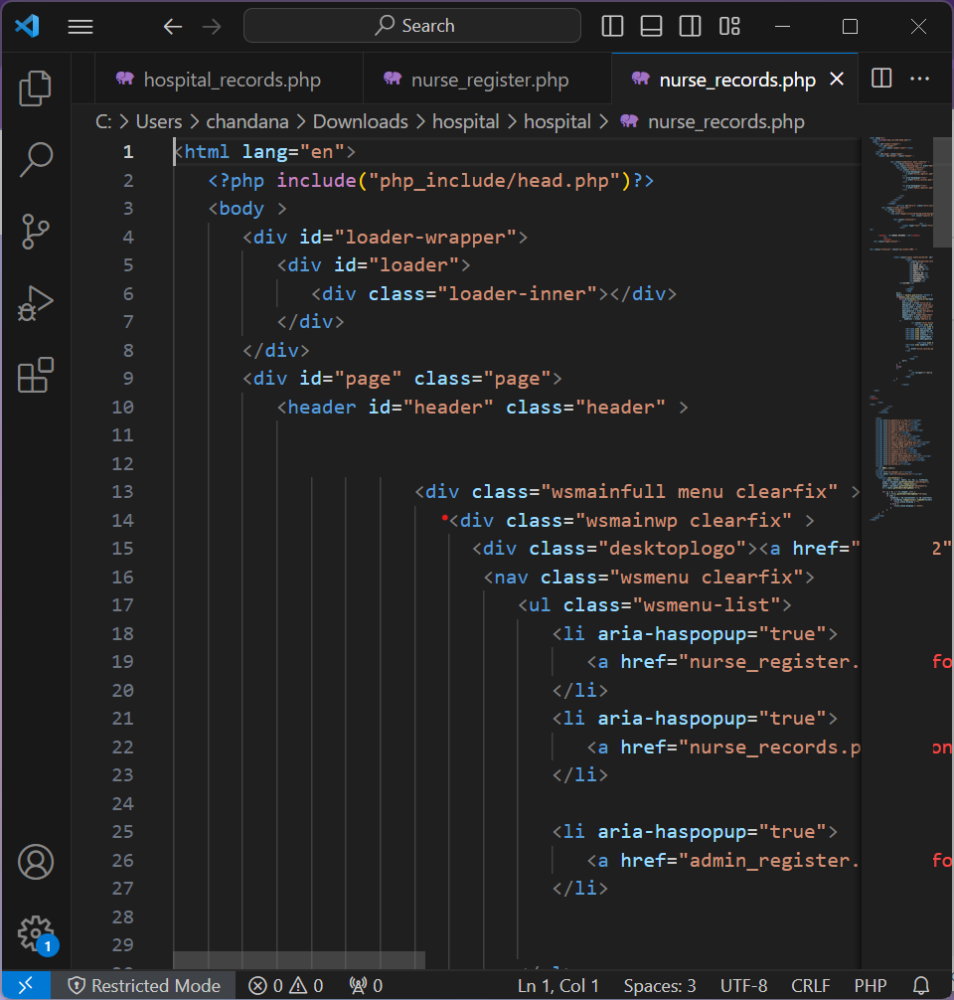 Search
hospital_records.php nurse_register.php nurse_records.php
C: > Users > chandana > Downloads > hospital > hospital > nurse_records.php
1 <html lang="en">
2 <?php include("php_include/head.php")?>
3 <body >
4 <div id="loader-wrapper">
5 <div id="loader">
6 <div class="loader-inner"></div>
7 </div>
8 </div>
9 <div id="page" class="page">
10 <header id="header" class="header" >
11
12
13 <div class="wsmainfull menu clearfix" >
14 <div class="wsmainwp clearfix" >
15 <div class="desktoplogo"><a href=" 2"
16 <nav class="wsmenu clearfix">
17 <ul class="wsmenu-list">
18 <li aria-haspopup="true">
19 <a href="nurse_register. fo
20 </li>
21 <li aria-haspopup="true">
22 <a href="nurse_records.p on
23 </li>
24
25 <li aria-haspopup="true">
26 <a href="admin_register. fo
27 </li>
28
29
1
Restricted Mode 0 0 0 Ln 1, Col 1 Spaces: 3 UTF-8 CRLF PHP